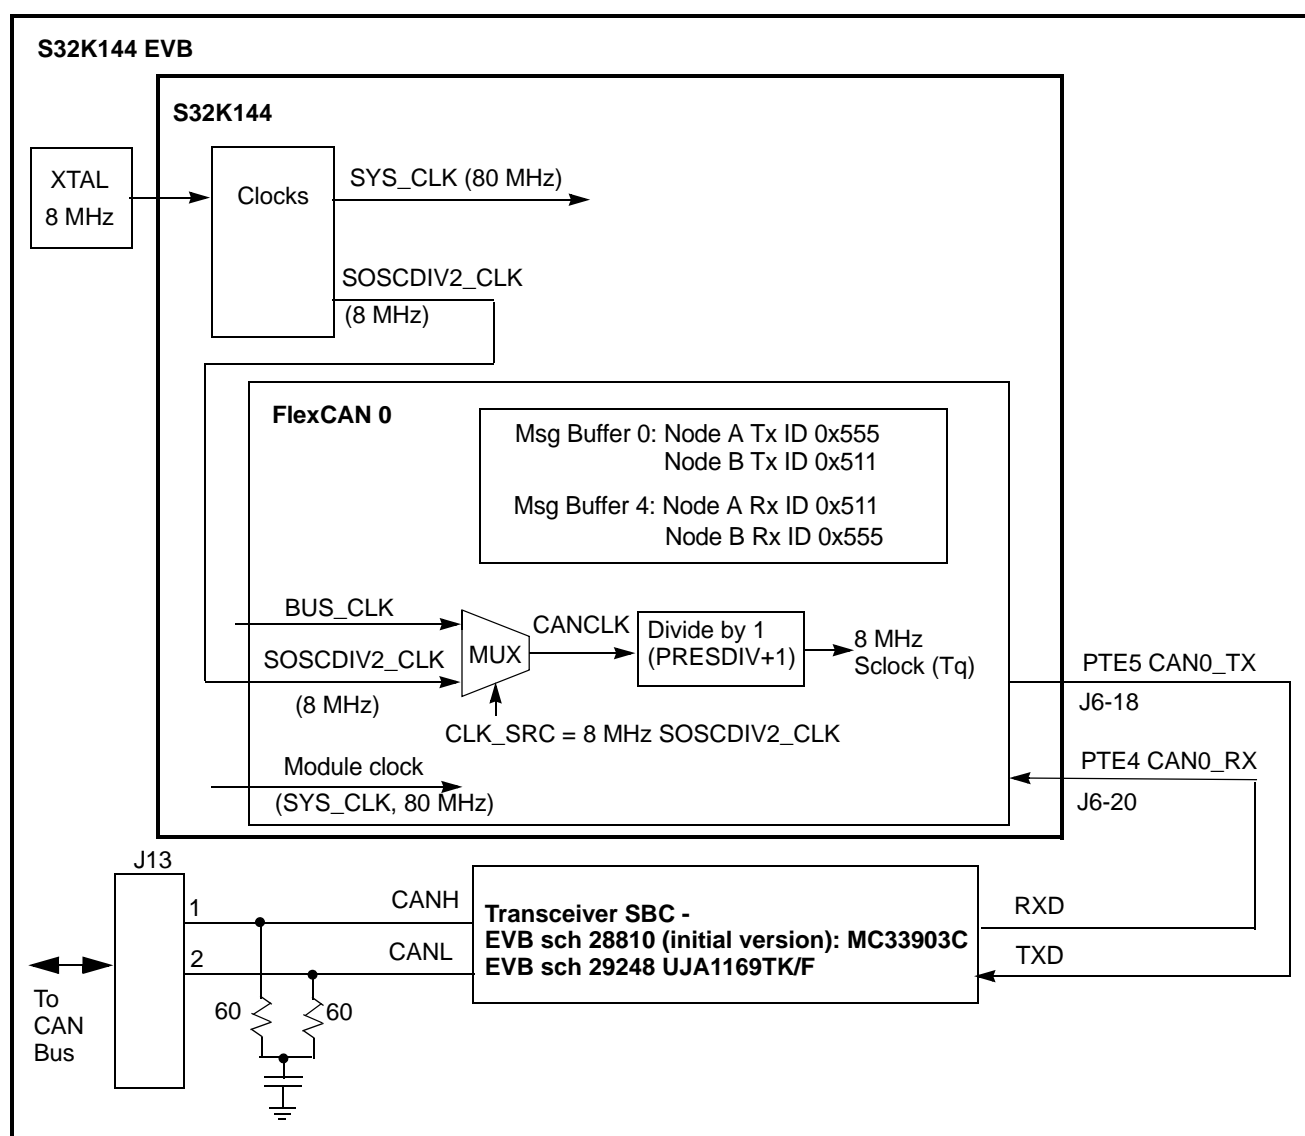 S32K144 EVB
S32K144
XTAL
8 MHz
Clocks
SYS_CLK (80 MHz)
SOSCDIV2_CLK
(8 MHz)
FlexCAN 0
Msg Buffer 0: Node A Tx ID 0x555
Node B Tx ID 0x511
Msg Buffer 4: Node A Rx ID 0x511
Node B Rx ID 0x555
BUS_CLK
SOSCDIV2_CLK
(8 MHz)
MUX
CANCLK
Divide by 1
(PRESDIV+1)
8 MHz
Sclock (Tq)
CLK_SRC = 8 MHz SOSCDIV2_CLK
Module clock
(SYS_CLK, 80 MHz)
PTE5 CAN0_TX
J6-18
PTE4 CAN0_RX
J6-20
J13
1
2
CANH
CANL
Transceiver SBC -
EVB sch 28810 (initial version): MC33903C
EVB sch 29248 UJA1169TK/F
RXD
TXD
To
CAN
Bus
60
60